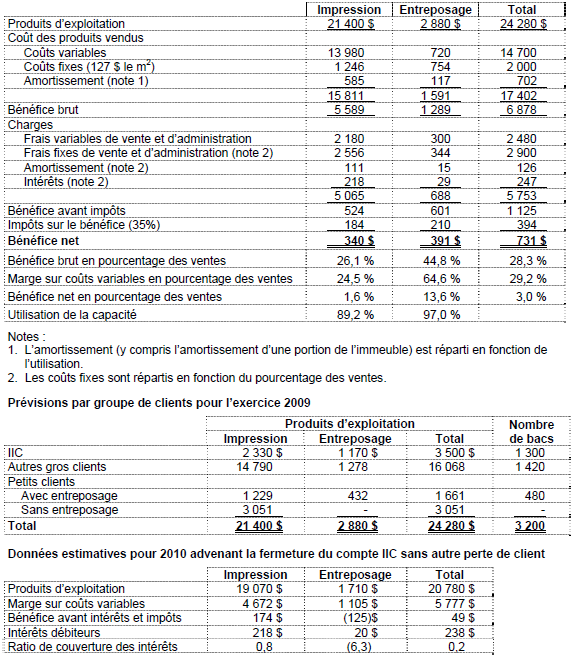 Impression Entreposage Total
Produits d'exploitation 21 400 $ 2 880 $ 24 280 $
Coût des produits vendus
Coûts variables 13 980 720 14 700
Coûts fixes (127 $ le m²) 1 246 754 2 000
Amortissement (note 1) 585 117 702
15 811 1 591 17 402
Bénéfice brut 5 589 1 289 6 878
Charges
Frais variables de vente et d'administration 2 180 300 2 480
Frais fixes de vente et d'administration (note 2) 2 556 344 2 900
Amortissement (note 2) 111 15 126
Intérêts (note 2) 218 29 247
5 065 688 5 753
Bénéfice avant impôts 524 601 1 125
Impôts sur le bénéfice (35%) 184 210 394
Bénéfice net 340 $ 391 $ 731 $
Bénéfice brut en pourcentage des ventes 26,1 % 44,8 % 28,3 %
Marge sur coûts variables en pourcentage des ventes 24,5 % 64,6 % 29,2 %
Bénéfice net en pourcentage des ventes 1,6 % 13,6 % 3,0 %
Utilisation de la capacité 89,2 % 97,0 %
Notes :
1. L'amortissement (y compris l'amortissement d'une portion de l'immeuble) est réparti en fonction de
l'utilisation.
2. Les coûts fixes sont répartis en fonction du pourcentage des ventes.
Prévisions par groupe de clients pour l'exercice 2009
Produits d'exploitation Nombre
Impression Entreposage Total de bacs
IIC 2 330 $ 1 170 $ 3 500 $ 1 300
Autres gros clients 14 790 1 278 16 068 1 420
Petits clients
Avec entreposage 1 229 432 1 661 480
Sans entreposage 3 051 - 3 051 -
Total 21 400 $ 2 880 $ 24 280 $ 3 200
Données estimatives pour 2010 advenant la fermeture du compte IIC sans autre perte de client
Impression Entreposage Total
Produits d'exploitation 19 070 $ 1 710 $ 20 780 $
Marge sur coûts variables 4 672 $ 1 105 $ 5 777 $
Bénéfice avant intérêts et impôts 174 $ (125)$ 49 $
Intérêts débiteurs 218 $ 20 $ 238 $
Ratio de couverture des intérêts 0,8 (6,3) 0,2